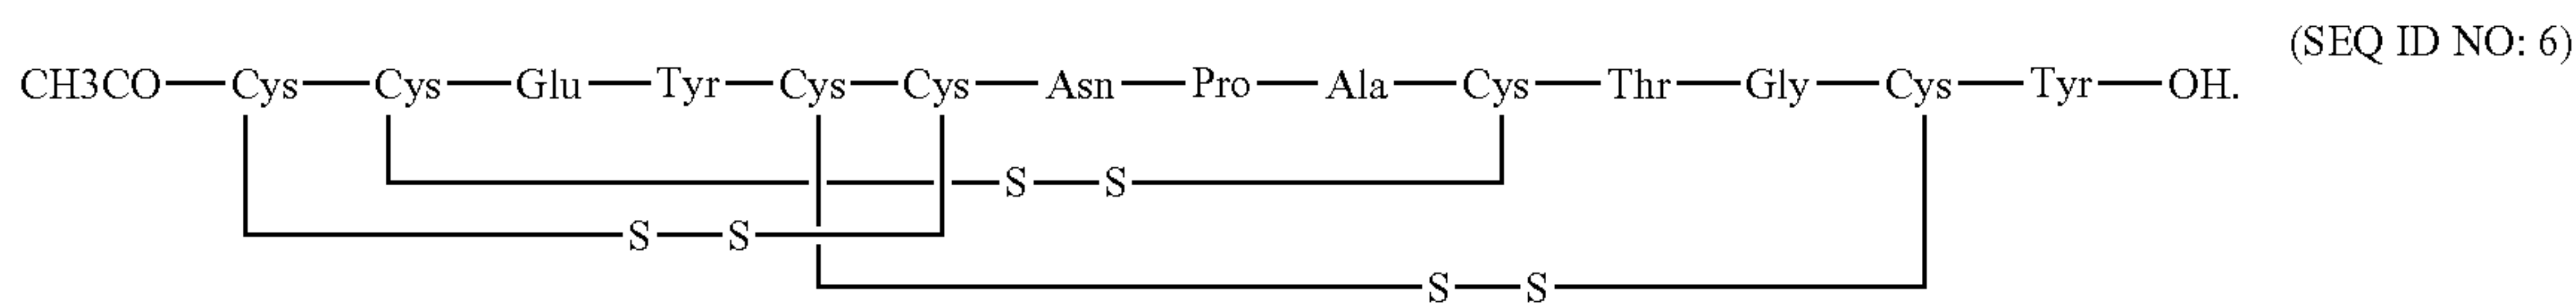 (SEQ ID NO: 6)
CH3CO—Cys—Cys—Glu—Tyr—Cys—Cys—Asn—Pro—Ala—Cys—Thr—Gly—Cys—Tyr—OH.
S—S
S—S
S—S